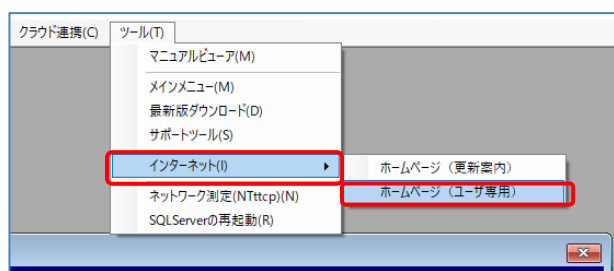 クラウド連携(C) ツール(T)
マニュアルビューア(M)
メインメニュー(M)
最新版ダウンロード(D)
サポートツール(S)
インターネット(I)
ホームページ（更新案内）
ホームページ（ユーザ専用）
ネットワーク測定(NTttcp)(N)
SQLServerの再起動(R)